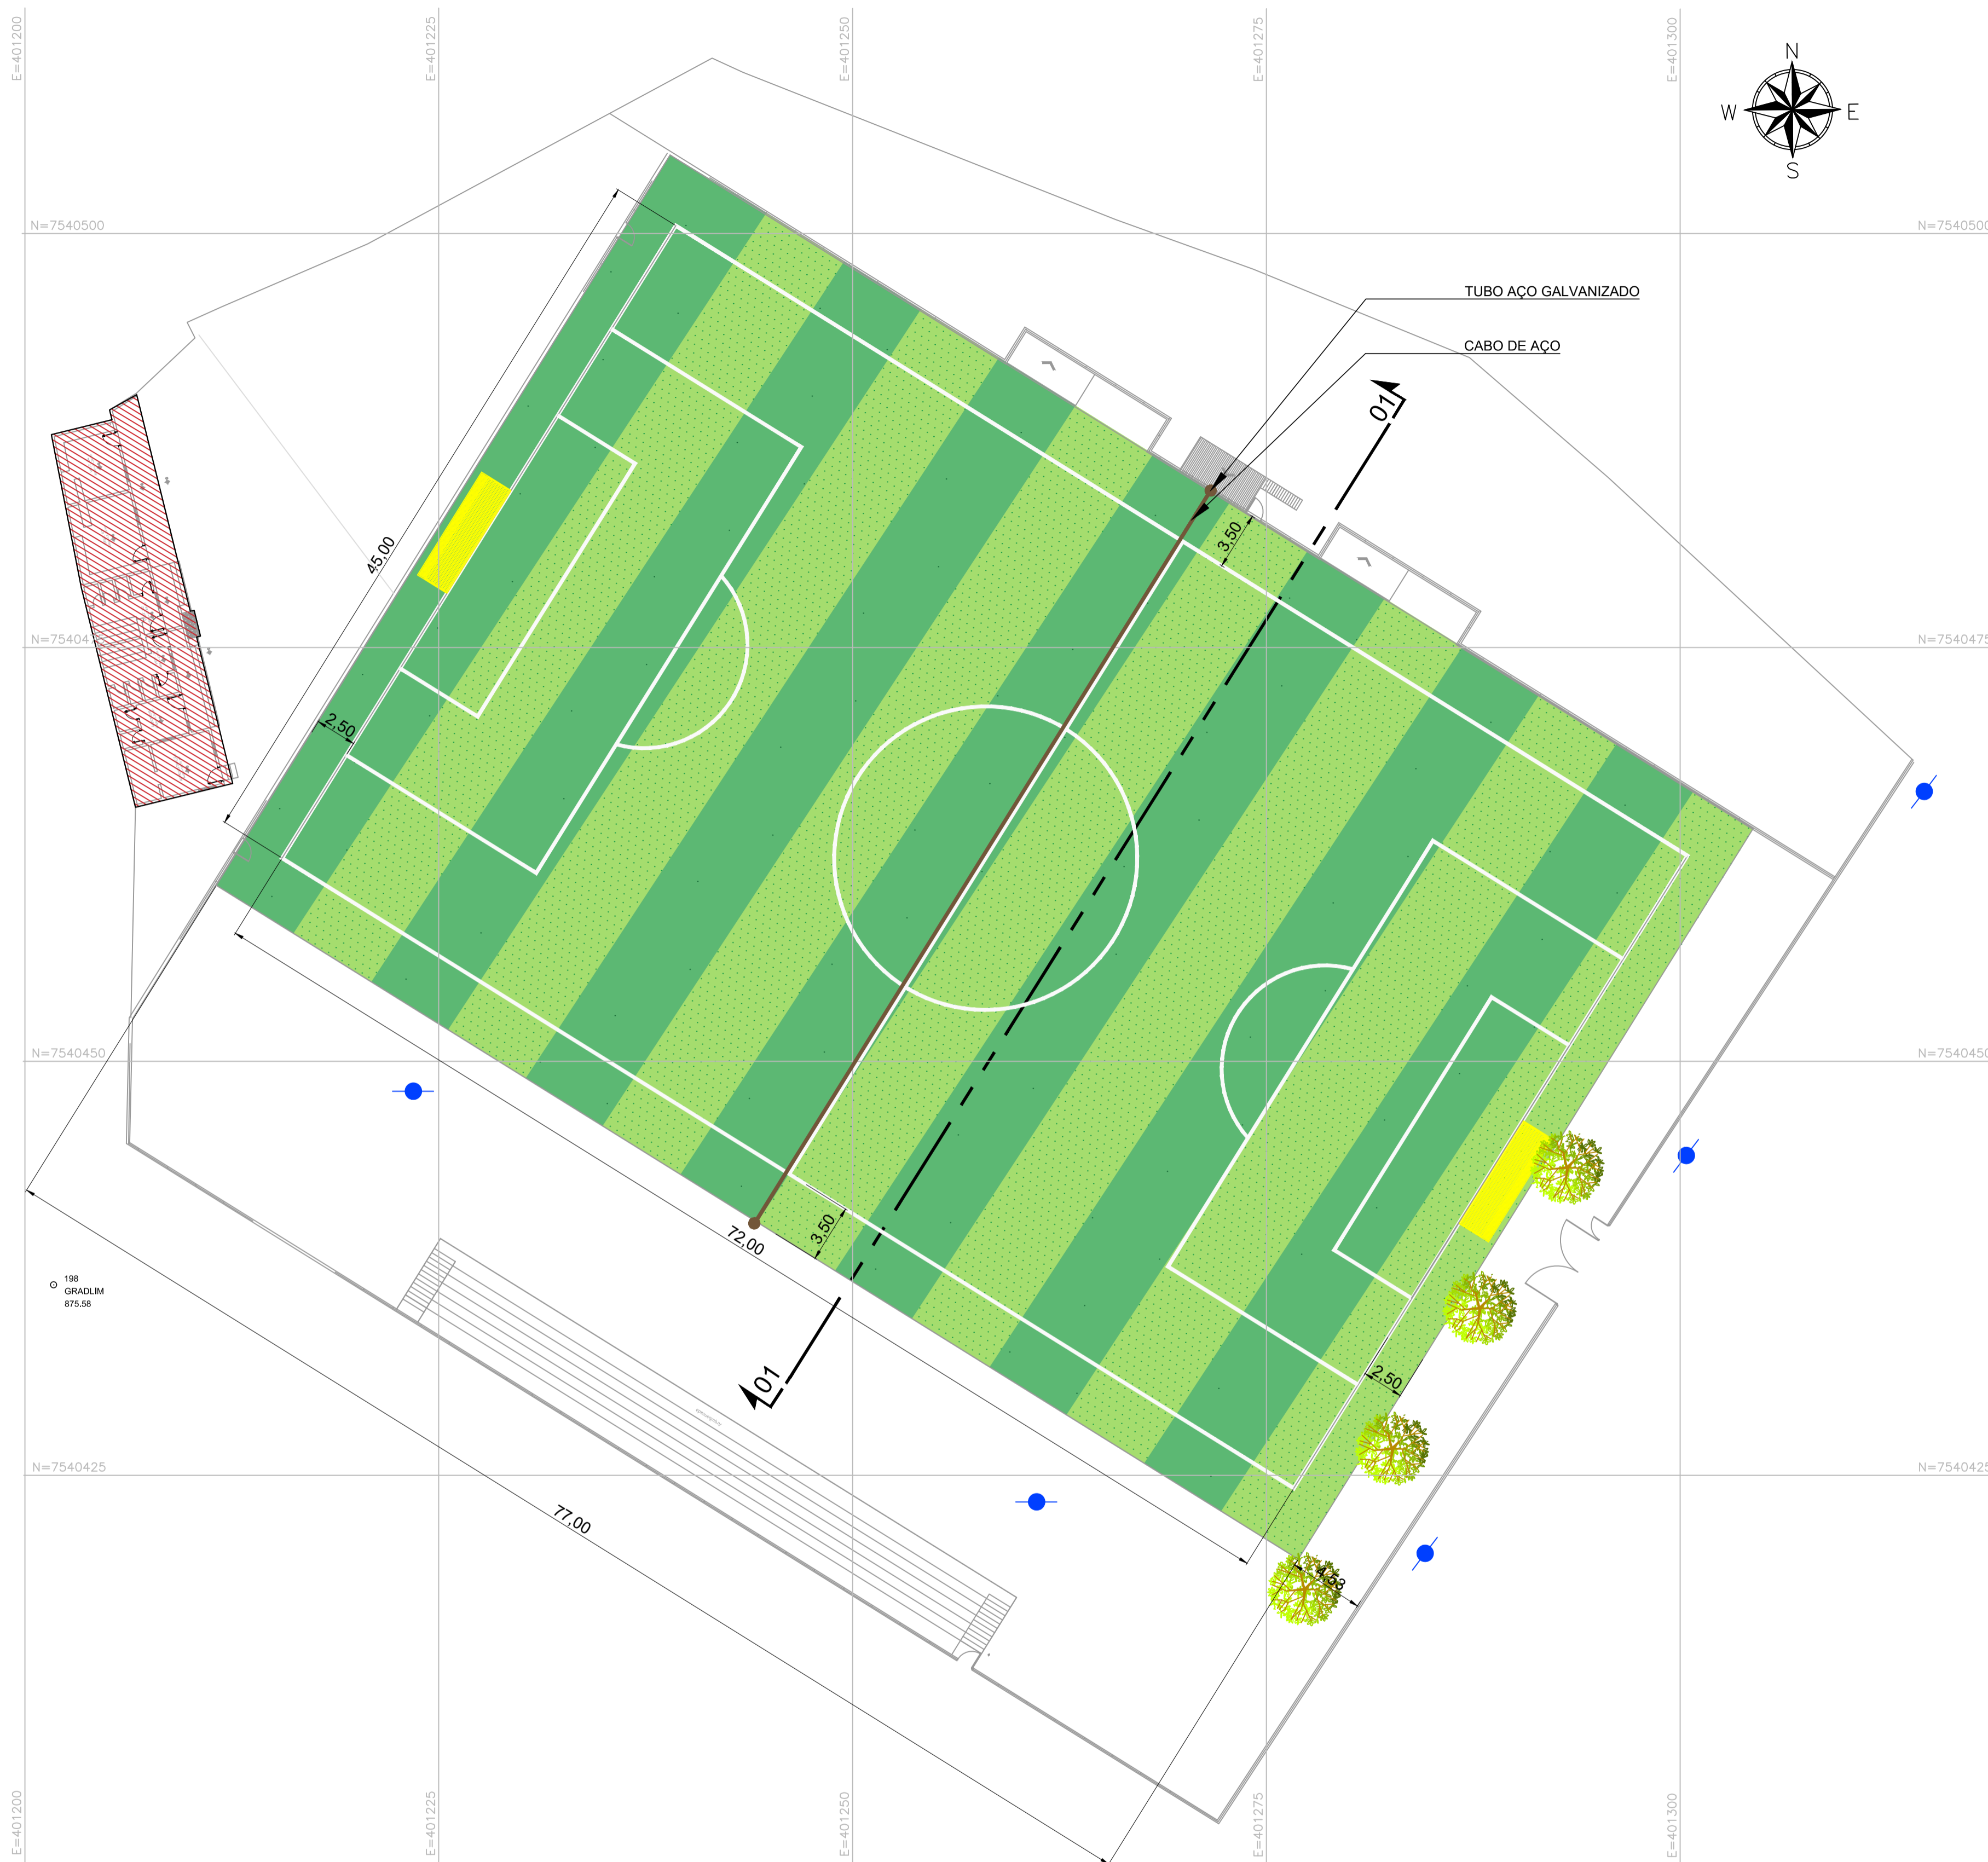 E=401200
E=401225
E=401250
E=401275
E=401300
N
W
E
S
N=7540500
N=7540500
TUBO AÇO GALVANIZADO
CABO DE AÇO
01
3,50
45,00
N=7540475
2,50
N=7540450
N=7540450
3,50
72,00
198
GRADLIM
875.58
01
2,50
N=7540425
N=7540425
77,00
4,53
E=401200
E=401225
E=401250
E=401275
E=401300